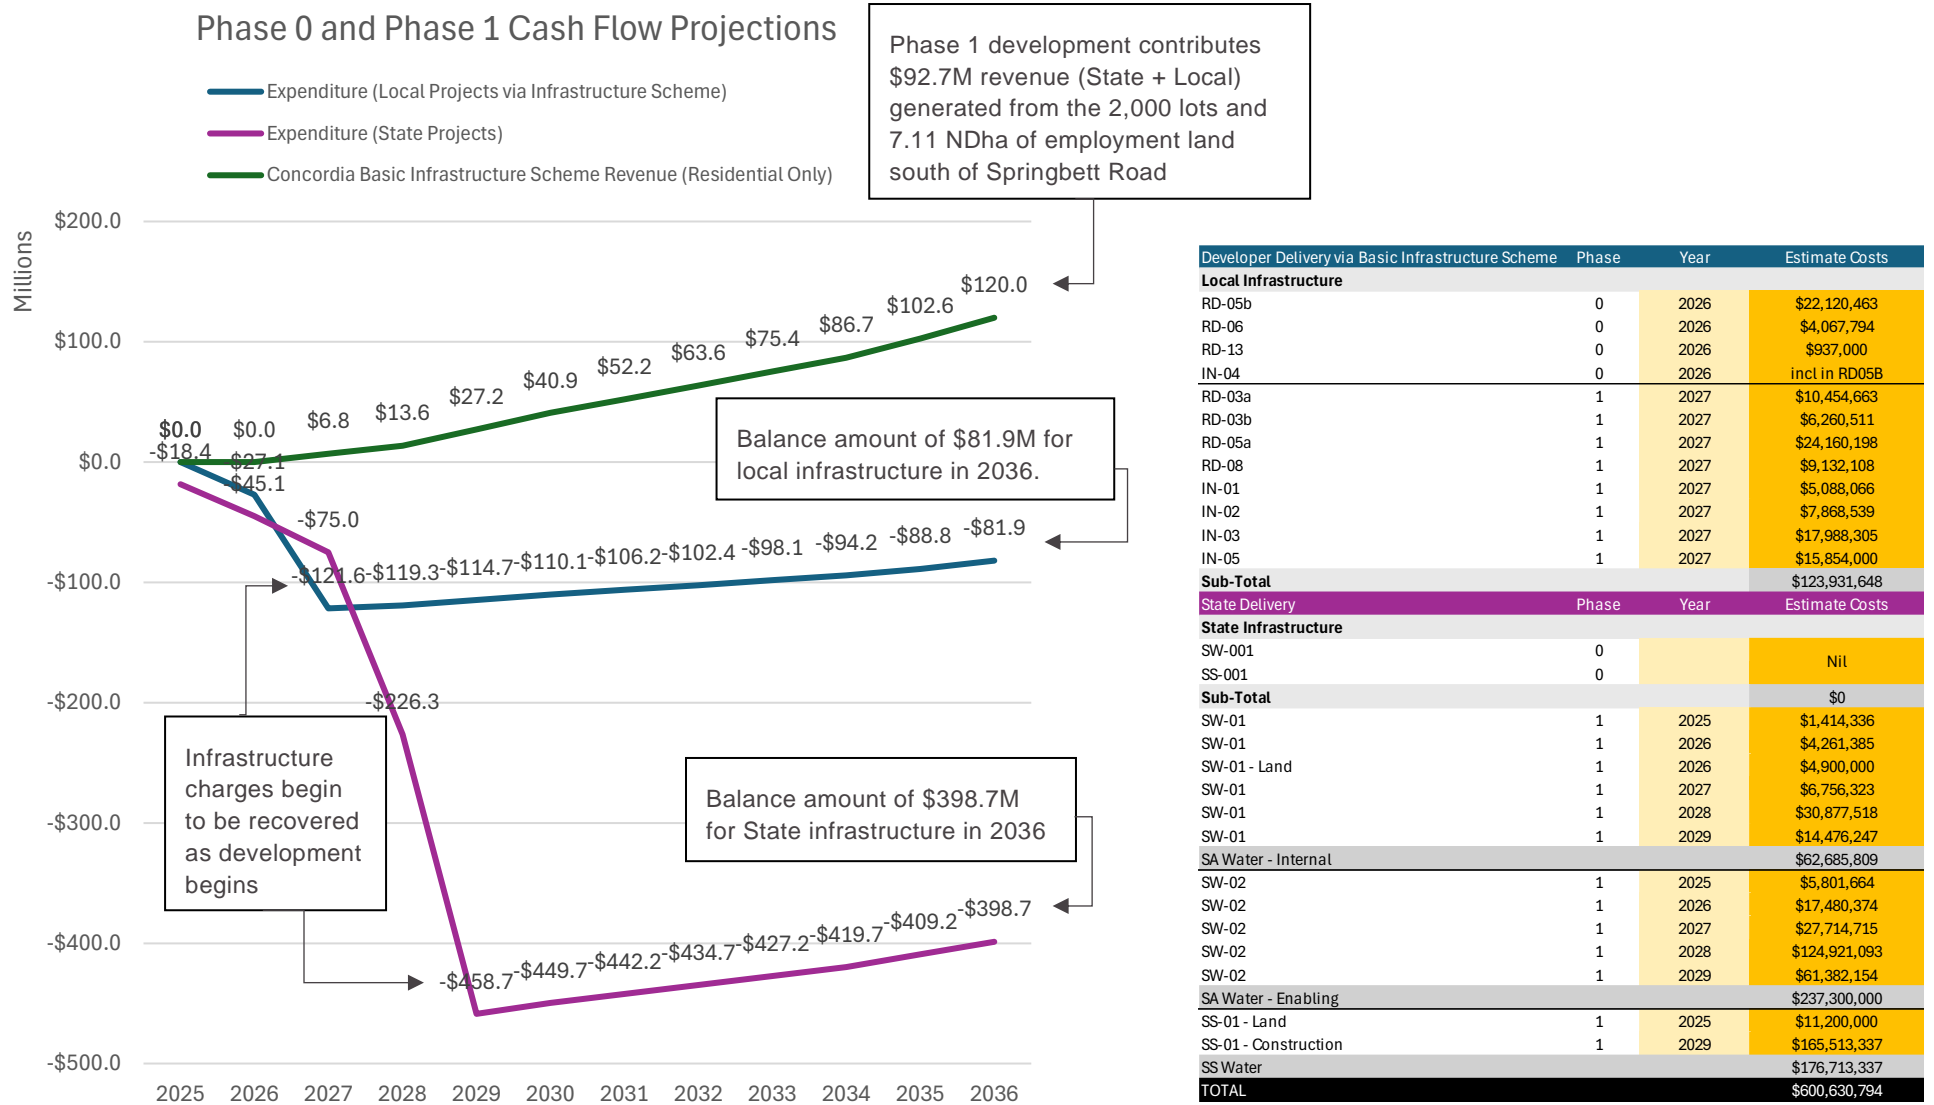 Phase 0 and Phase 1 Cash Flow Projections
Expenditure (Local Projects via Infrastructure Scheme)
Expenditure (State Projects)
Concordia Basic Infrastructure Scheme Revenue (Residential Only)
Phase 1 development contributes
$92.7M revenue (State + Local)
generated from the 2,000 lots and
7.11 NDha of employment land
south of Springbett Road
Millions
$200.0
$100.0
$0.0
-$100.0
-$200.0
-$300.0
-$400.0
-$500.0
$0.0 $0.0 $6.8 $13.6 $27.2 $40.9 $52.2 $63.6 $75.4 $86.7 $102.6 $120.0
$0.0 -$27.1 -$121.6 -$119.3 -$114.7 -$110.1 -$106.2 -$102.4 -$98.1 -$94.2 -$88.8 -$81.9
-$18.4 -$45.1 -$75.0 -$226.3 -$458.7 -$449.7 -$442.2 -$434.7 -$427.2 -$419.7 -$409.2 -$398.7
Balance amount of $81.9M for
local infrastructure in 2036.
Infrastructure
charges begin
to be recovered
as development
begins
Balance amount of $398.7M
for State infrastructure in 2036
2025 2026 2027 2028 2029 2030 2031 2032 2033 2034 2035 2036
Developer Delivery via Basic Infrastructure Scheme Phase Year Estimate Costs
Local Infrastructure
RD-05b 0 2026 $22,120,463
RD-06 0 2026 $4,067,794
RD-13 0 2026 $937,000
IN-04 0 2026 incl in RD05B
RD-03a 1 2027 $10,454,663
RD-03b 1 2027 $6,260,511
RD-05a 1 2027 $24,160,198
RD-08 1 2027 $9,132,108
IN-01 1 2027 $5,088,066
IN-02 1 2027 $7,868,539
IN-03 1 2027 $17,988,305
IN-05 1 2027 $15,854,000
Sub-Total $123,931,648
State Delivery Phase Year Estimate Costs
State Infrastructure
SW-001 0
Nil
SS-001 0
Sub-Total $0
SW-01 1 2025 $1,414,336
SW-01 1 2026 $4,261,385
SW-01 - Land 1 2026 $4,900,000
SW-01 1 2027 $6,756,323
SW-01 1 2028 $30,877,518
SW-01 1 2029 $14,476,247
SA Water - Internal $62,685,809
SW-02 1 2025 $5,801,664
SW-02 1 2026 $17,480,374
SW-02 1 2027 $27,714,715
SW-02 1 2028 $124,921,093
SW-02 1 2029 $61,382,154
SA Water - Enabling $237,300,000
SS-01 - Land 1 2025 $11,200,000
SS-01 - Construction 1 2029 $165,513,337
SS Water $176,713,337
TOTAL $600,630,794